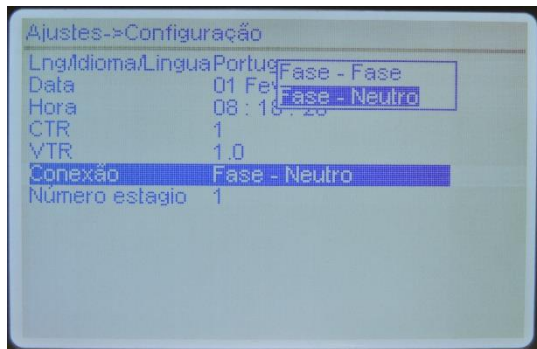 Ajustes->Configuração
Lng/Idioma/Lingua Portug
Fase - Fase
Data 01 Fev
Fase - Neutro
Hora 08 : 18 : 28
CTR 1
VTR 1.0
Conexão Fase - Neutro
Número estagio 1